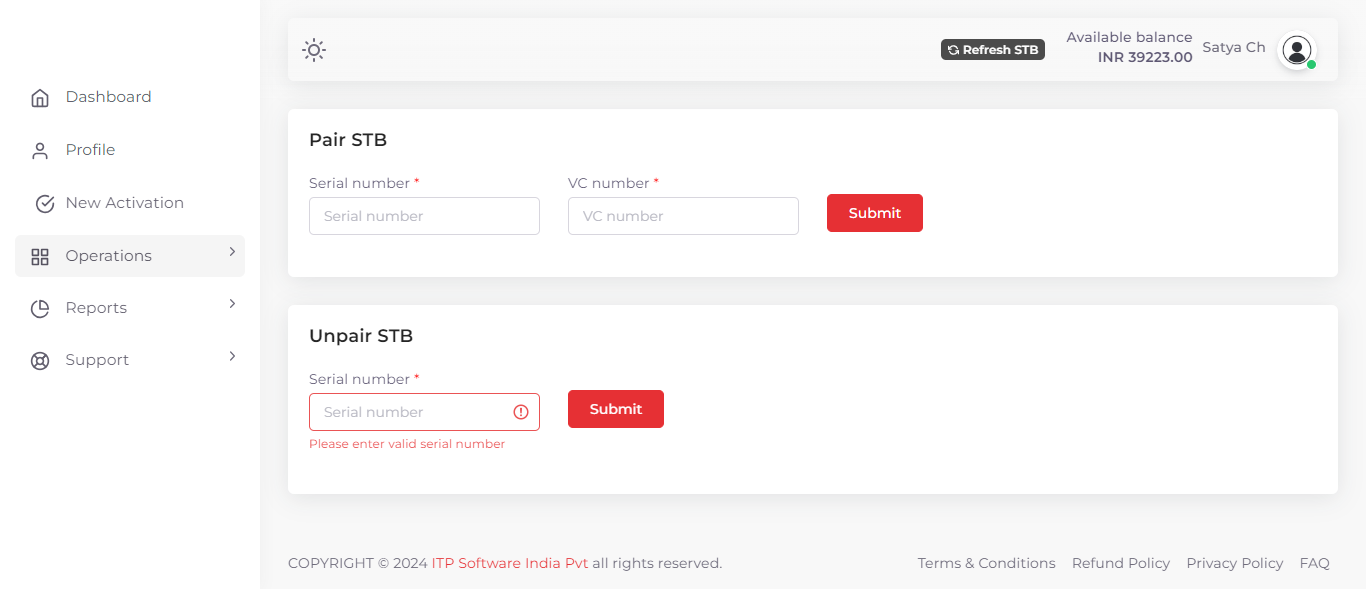 Refresh STB
Available balance
INR 39223.00
Satya Ch
Dashboard
Profile
New Activation
Operations
Reports
Support
Pair STB
Serial number *
VC number *
Serial number
VC number
Submit
Unpair STB
Serial number *
Serial number
Submit
Please enter valid serial number
COPYRIGHT © 2024 ITP Software India Pvt all rights reserved.
Terms & Conditions
Refund Policy
Privacy Policy
FAQ